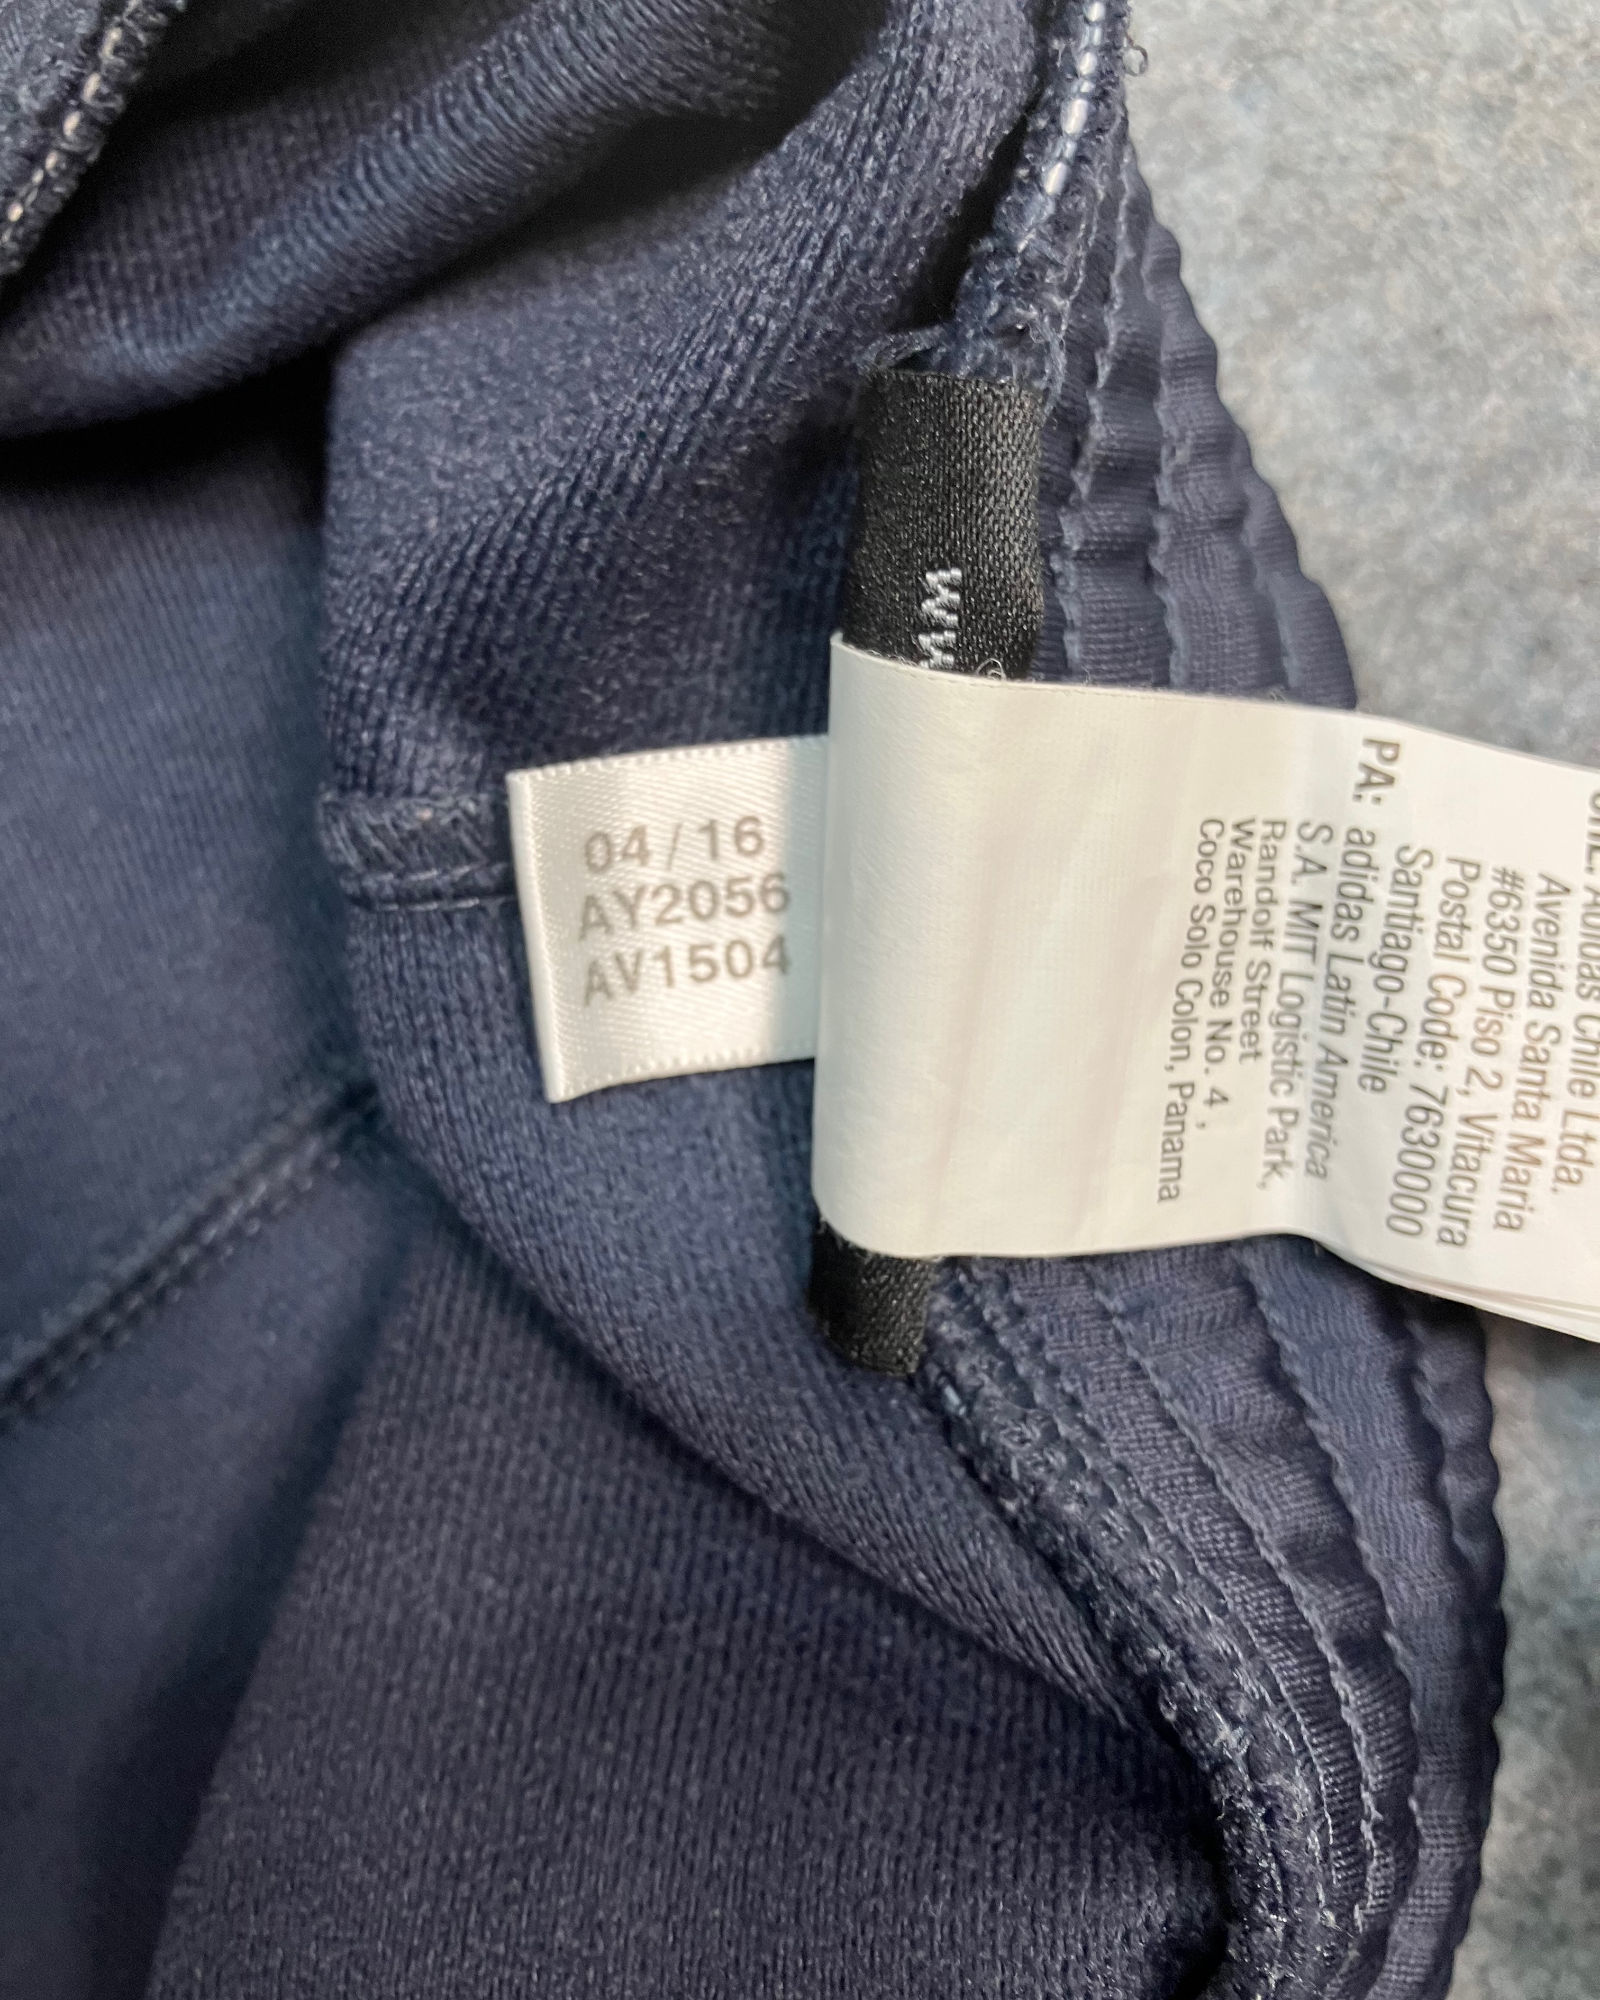 04/16
AY2056
AV1504
Avenida Santa Maria
#6350 Piso 2, Vitacura
Postal Code: 7630000
Santiago-Chile
PA: adidas Latin America
S.A. MIT Logistic Park,
Randolf Street
Warehouse No. 4 ,
Coco Solo Colon, Panama